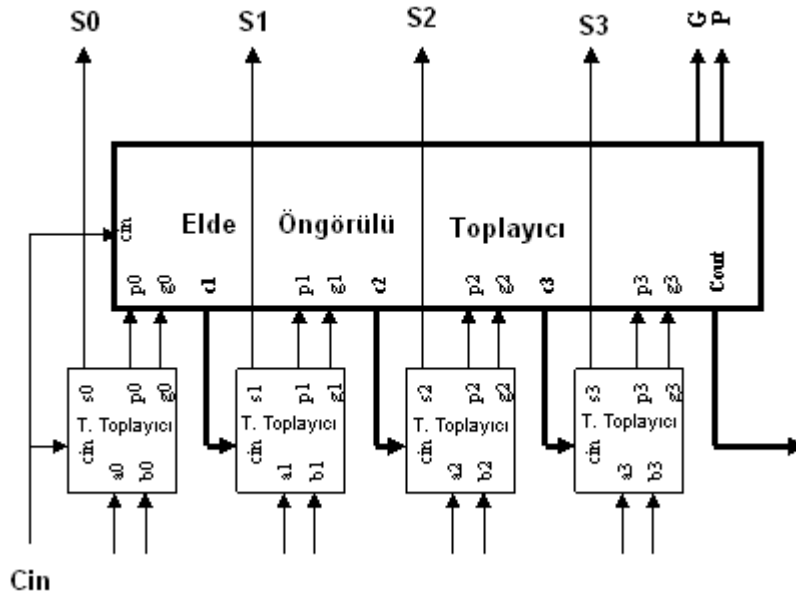 S0 S1 S2 S3 G P
Elde Öngörülü Toplayıcı
cin
p0 g0 c1 p1 g1 c2 p2 g2 c3 p3 g3 Cout
s0 p0 g0 s1 p1 g1 s2 p2 g2 s3 p3 g3
T. Toplayıcı T. Toplayıcı T. Toplayıcı T. Toplayıcı
cin cin cin cin
a0 b0 a1 b1 a2 b2 a3 b3
Cin